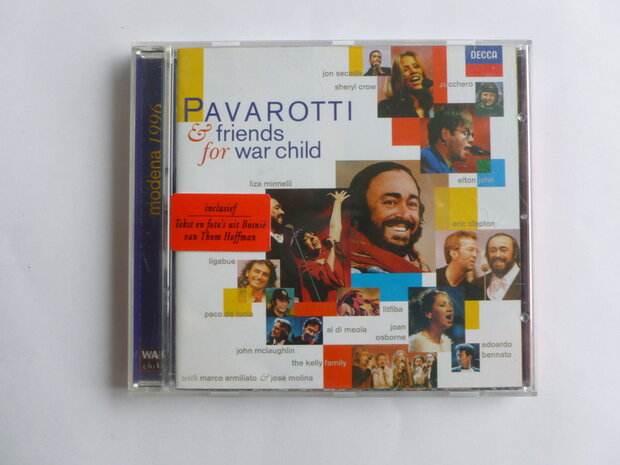 modena 1996
WA
chil
DECCA
jon secada
sheryl crow
zucchero
PAVAROTTI
& friends
for war child
elton john
liza minnelli
inclusief
Tekst en foto's uit Bosnië
van Thom Hoffman
eric clapton
ligabue
paco de lucia
litfiba
al di meola
joan
osborne
john mclaughlin
edoardo
bennato
the kelly family
with marco armiliato & josé molina